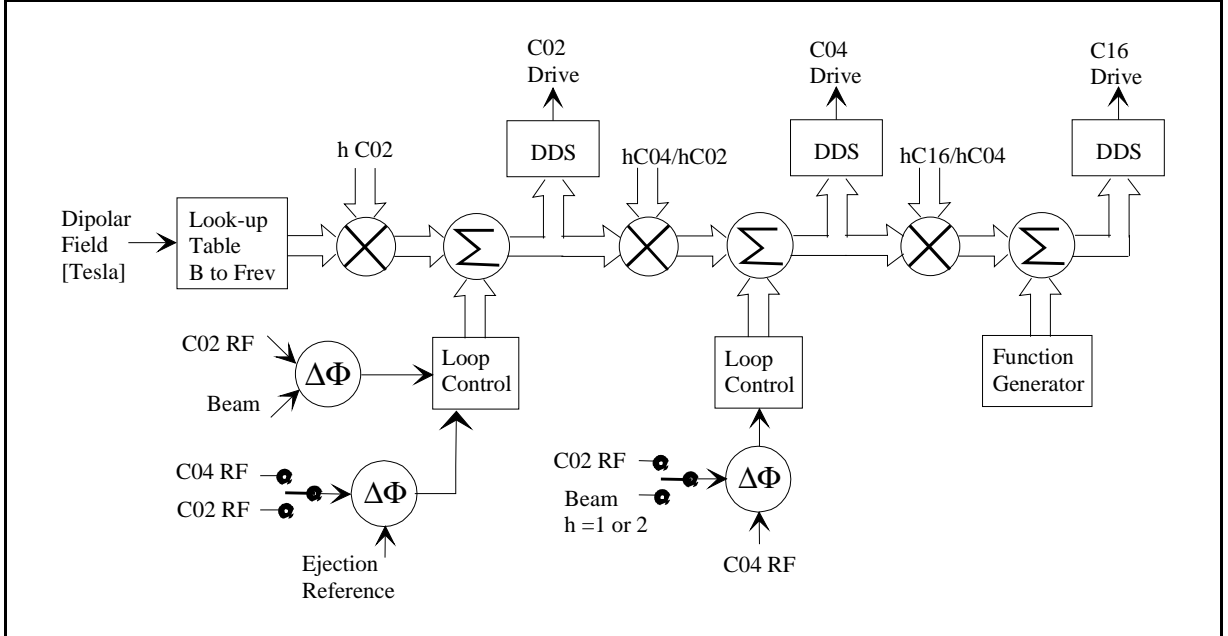 C02
Drive
C04
Drive
C16
Drive
DDS
DDS
DDS
h C02
hC04/hC02
hC16/hC04
Dipolar
Field
[Tesla]
Look-up
Table
B to Frev
Σ
Σ
Σ
C02 RF
Beam
ΔΦ
Loop
Control
Loop
Control
Function
Generator
C04 RF
C02 RF
ΔΦ
Ejection
Reference
C02 RF
Beam
h =1 or 2
ΔΦ
C04 RF